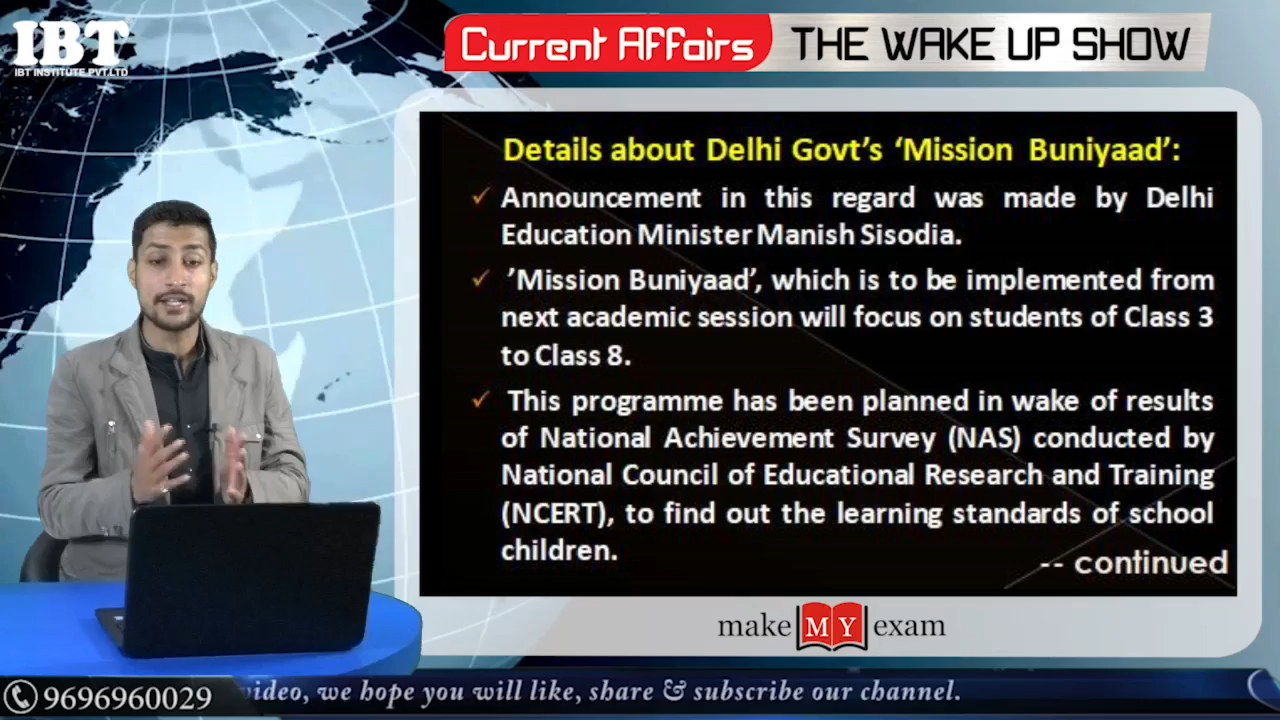 IBT
IBT INSTITUTE PVT.LTD
Current Affairs THE WAKE UP SHOW
Details about Delhi Govt's ‘Mission Buniyaad’:
✓ Announcement in this regard was made by Delhi
Education Minister Manish Sisodia.
✓ ’Mission Buniyaad’, which is to be implemented from
next academic session will focus on students of Class 3
to Class 8.
✓ This programme has been planned in wake of results
of National Achievement Survey (NAS) conducted by
National Council of Educational Research and Training
(NCERT), to find out the learning standards of school
children.
-- continued
make MY exam
9696960029 video, we hope you will like, share & subscribe our channel.